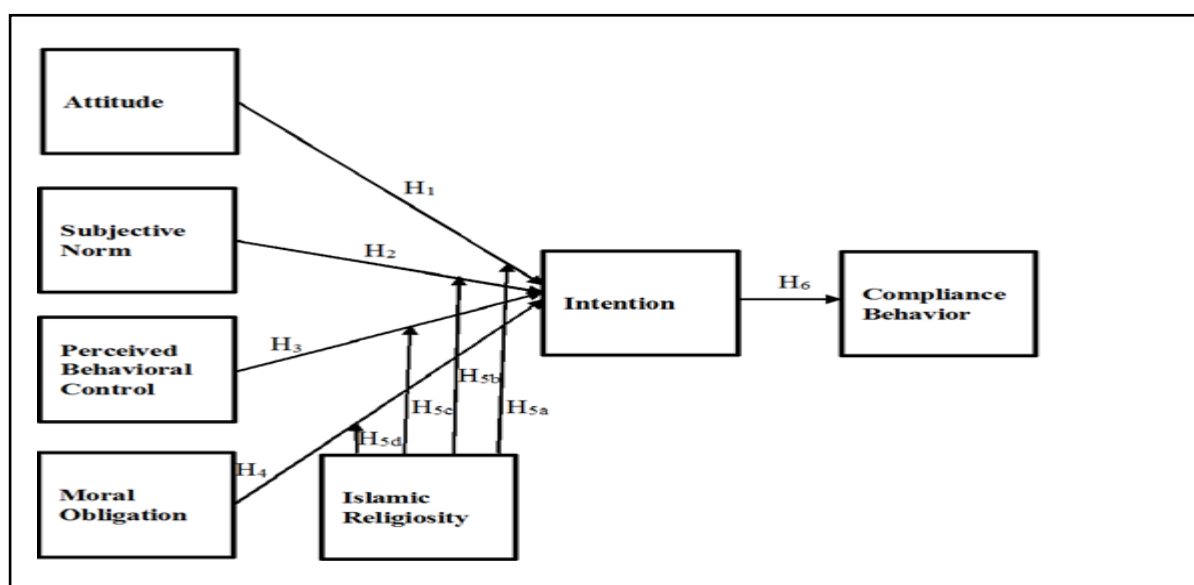 Attitude
H₁
Subjective
Norm
H₂
Intention
H₆
Compliance
Behavior
Perceived
Behavioral
Control
H₃
H₅b
H₅c
H₅a
H₅d
Moral
Obligation
H₄
Islamic
Religiosity